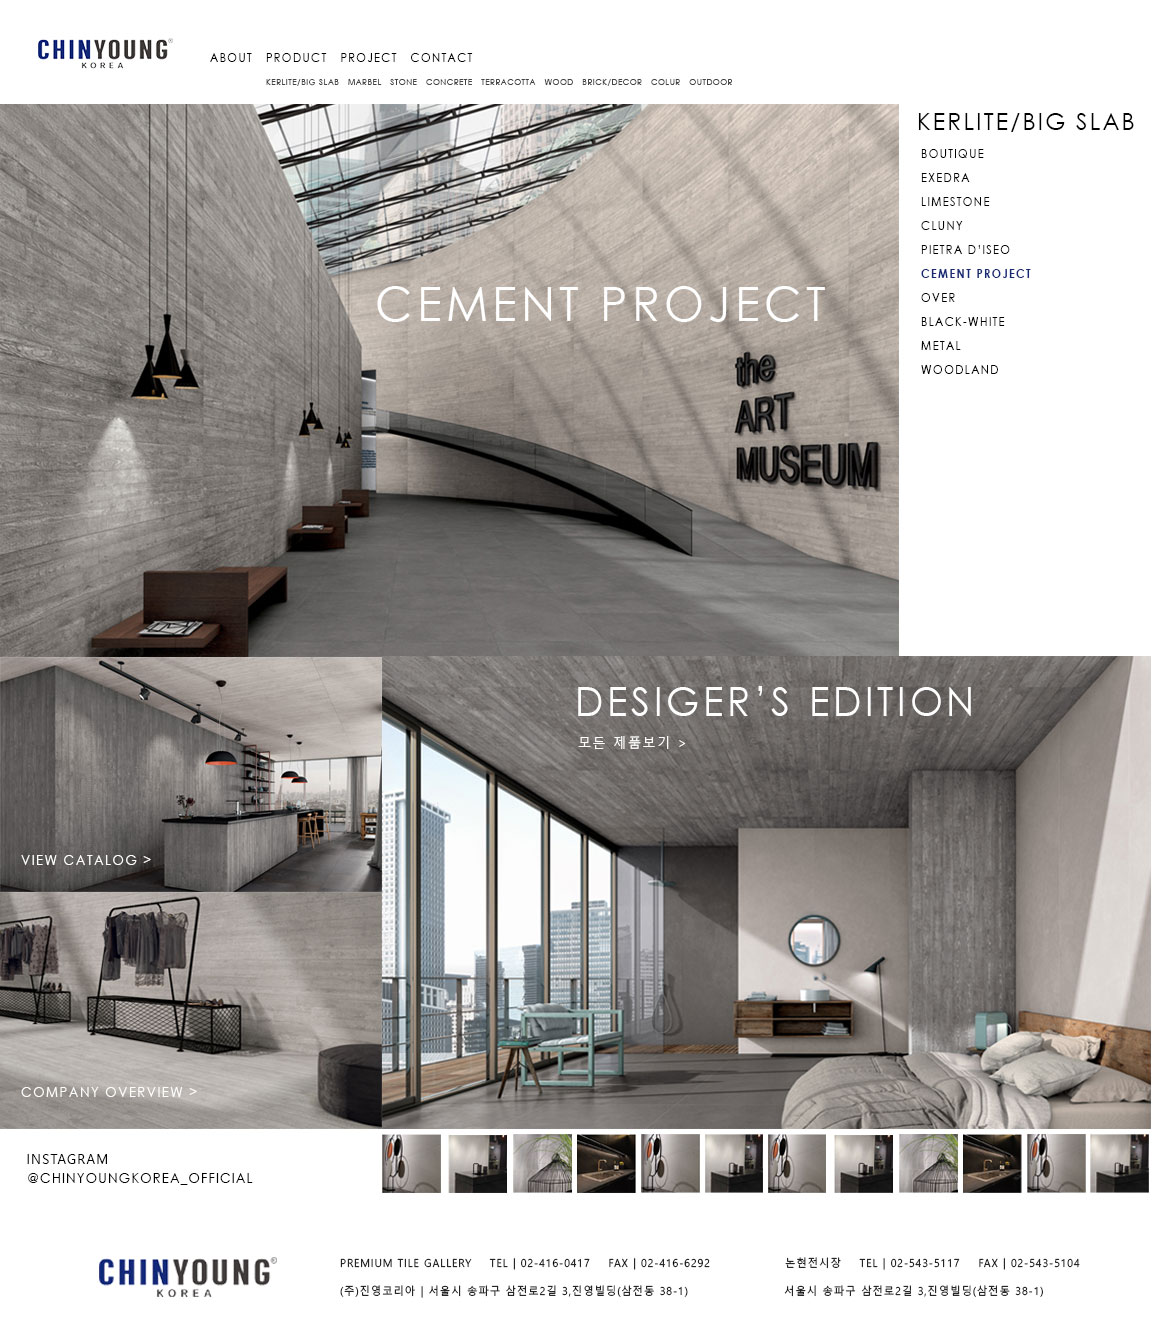 CHINYOUNG®
KOREA
ABOUT PRODUCT PROJECT CONTACT
KERLITE/BIG SLAB MARBEL STONE CONCRETE TERRACOTTA WOOD BRICK/DECOR COLUR OUTDOOR
KERLITE/BIG SLAB
BOUTIQUE
EXEDRA
LIMESTONE
CLUNY
PIETRA D'ISEO
CEMENT PROJECT
OVER
BLACK-WHITE
METAL
WOODLAND
CEMENT PROJECT
the
ART
MUSEUM
DESIGER'S EDITION
모든 제품보기 >
VIEW CATALOG >
COMPANY OVERVIEW >
INSTAGRAM
@CHINYOUNGKOREA_OFFICIAL
CHINYOUNG®
KOREA
PREMIUM TILE GALLERY TEL | 02-416-0417 FAX | 02-416-6292
(주)진영코리아 | 서울시 송파구 삼전로2길 3,진영빌딩(삼전동 38-1)
논현전시장 TEL | 02-543-5117 FAX | 02-543-5104
서울시 송파구 삼전로2길 3,진영빌딩(삼전동 38-1)